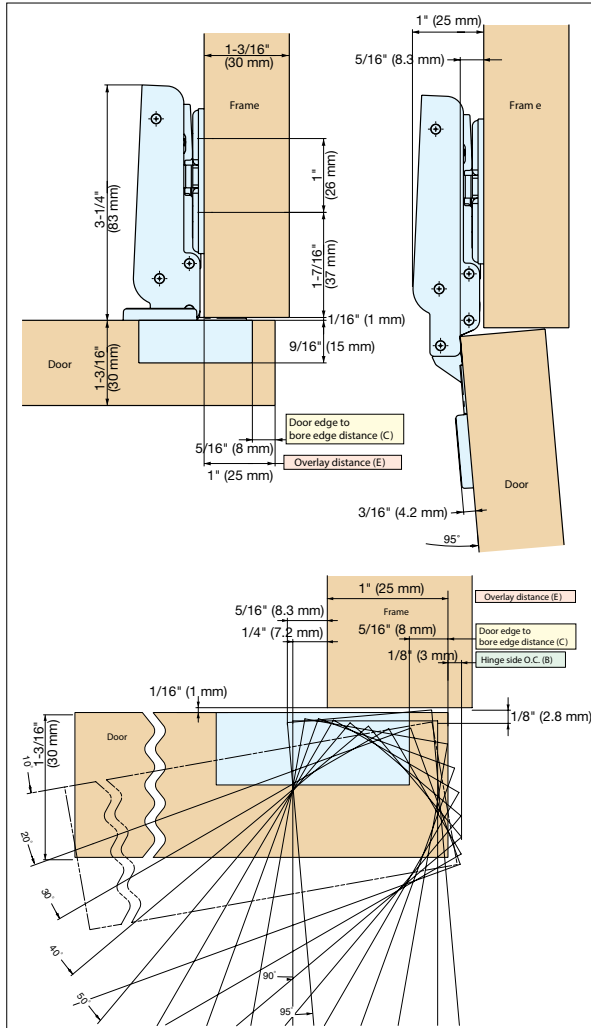 1-3/16"
(30 mm)
Frame
3-1/4"
(83 mm)
1"
(26 mm)
1-7/16"
(37 mm)
1/16" (1 mm)
9/16" (15 mm)
Door
1-3/16"
(30 mm)
Door edge to
bore edge distance (C)
5/16" (8 mm)
Overlay distance (E)
1" (25 mm)
1" (25 mm)
5/16" (8.3 mm)
Fram e
Door
3/16" (4.2 mm)
95°
1" (25 mm)
Overlay distance (E)
5/16" (8.3 mm)
Frame
1/4" (7.2 mm)
5/16" (8 mm)
Door edge to
bore edge distance (C)
1/8" (3 mm)
Hinge side O.C. (B)
1/16" (1 mm)
1/8" (2.8 mm)
Door
1-3/16"
(30 mm)
10°
20°
30°
40°
50°
90°
95°